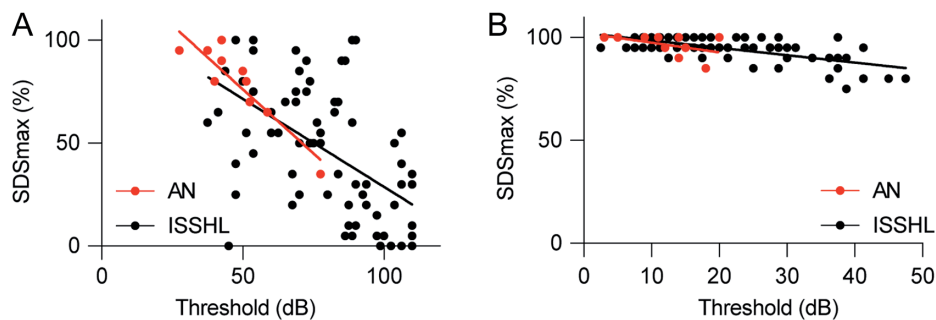 A
SDSmax (%)
100
50
0
AN
ISSHL
0
50
100
Threshold (dB)
B
SDSmax (%)
100
50
0
AN
ISSHL
0
10
20
30
40
50
Threshold (dB)